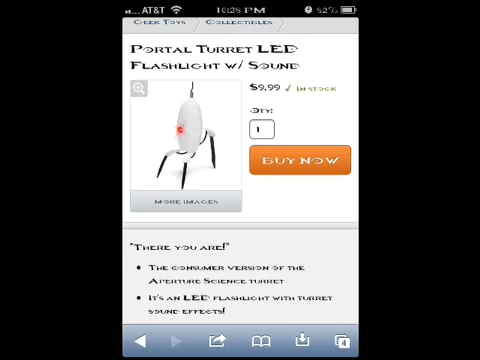 AT&T 10:28 PM 82%
Geek Toys Collectibles
Portal Turret LED
Flashlight w/ Sound
$9.99 ✓ in stock
Qty:
1
BUY NOW
MORE IMAGES
"There you are!"
• The consumer version of the
Aperture Science turret
• It's an LED flashlight with turret
sound effects!
4